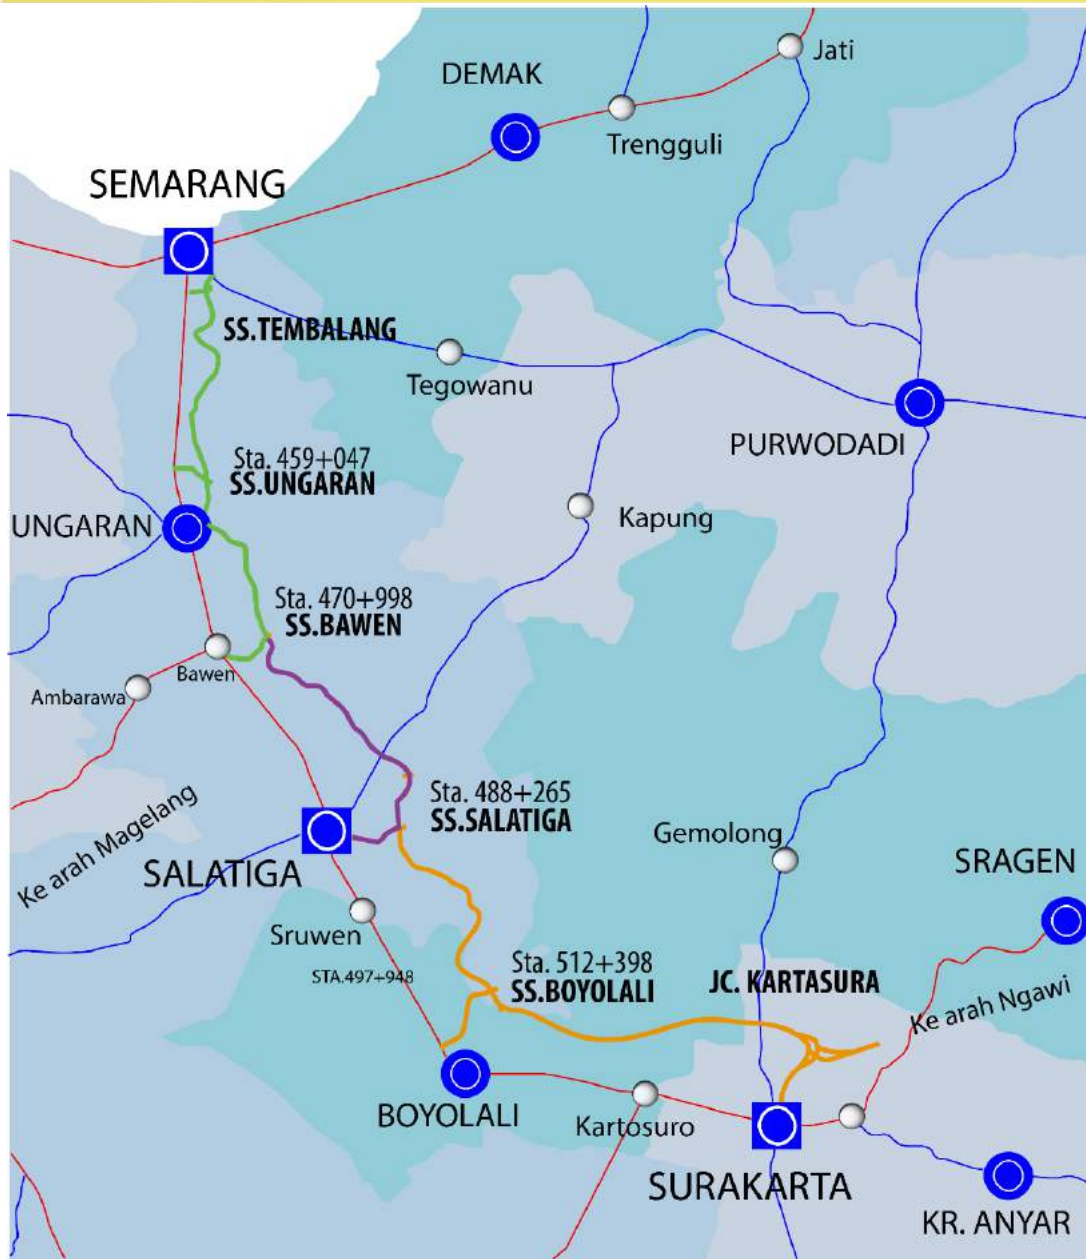 Jati
DEMAK
Trengguli
SEMARANG
SS.TEMBALANG
Tegowanu
PURWODADI
Sta. 459+047
SS.UNGARAN
Kapung
UNGARAN
Sta. 470+998
SS.BAWEN
Bawen
Ambarawa
Ke arah Magelang
Sta. 488+265
SS.SALATIGA
Gemolong
SALATIGA
SRAGEN
Sruwen
STA.497+948
Sta. 512+398
SS.BOYOLALI
JC. KARTASURA
Ke arah Ngawi
BOYOLALI
Kartosuro
SURAKARTA
KR. ANYAR